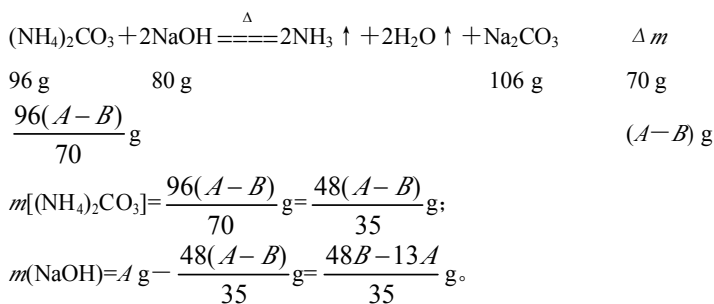 (NH₄)₂CO₃＋2NaOH ==Δ== 2NH₃↑＋2H₂O↑＋Na₂CO₃ Δm
96 g 80 g 106 g 70 g
96(A－B)/70 g (A－B) g
m[(NH₄)₂CO₃]=96(A－B)/70 g=48(A－B)/35 g；
m(NaOH)=A g－48(A－B)/35 g=48B－13A/35 g。